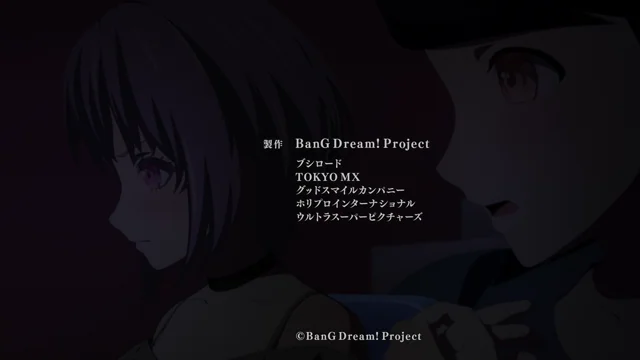 製作 BanG Dream! Project
ブシロード
TOKYO MX
グッドスマイルカンパニー
ホリプロインターナショナル
ウルトラスーパーピクチャーズ
©BanG Dream! Project